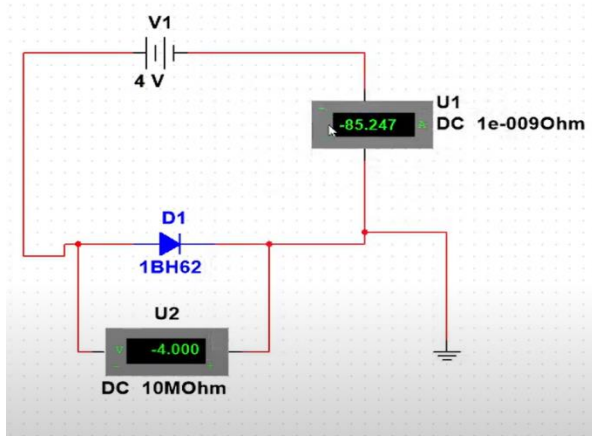 V1
4 V
U1
-85.247 A
DC 1e-009Ohm
D1
1BH62
U2
V -4.000
DC 10MOhm